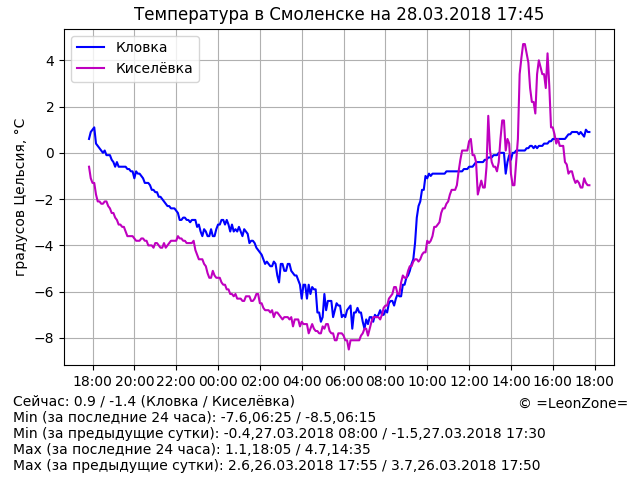 Температура в Смоленске на 28.03.2018 17:45
Кловка
Киселёвка
градусов Цельсия, °C
4
2
0
−2
−4
−6
−8
18:00 20:00 22:00 00:00 02:00 04:00 06:00 08:00 10:00 12:00 14:00 16:00 18:00
Сейчас: 0.9 / -1.4 (Кловка / Киселёвка)
© =LeonZone=
Min (за последние 24 часа): -7.6,06:25 / -8.5,06:15
Min (за предыдущие сутки): -0.4,27.03.2018 08:00 / -1.5,27.03.2018 17:30
Max (за последние 24 часа): 1.1,18:05 / 4.7,14:35
Max (за предыдущие сутки): 2.6,26.03.2018 17:55 / 3.7,26.03.2018 17:50